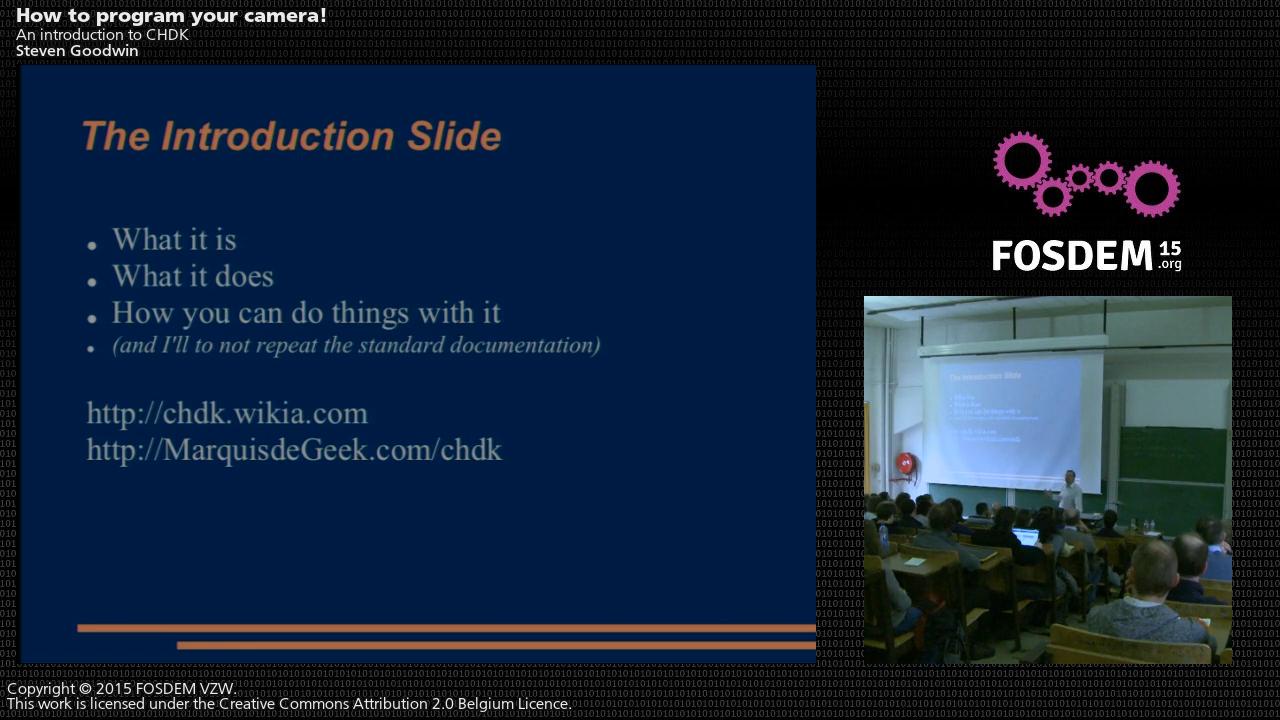 How to program your camera!
An introduction to CHDK
Steven Goodwin
The Introduction Slide
What it is
What it does
How you can do things with it
(and I'll to not repeat the standard documentation)
http://chdk.wikia.com
http://MarquisdeGeek.com/chdk
FOSDEM 15
.org
The Introduction Slide
Copyright © 2015 FOSDEM VZW.
This work is licensed under the Creative Commons Attribution 2.0 Belgium Licence.